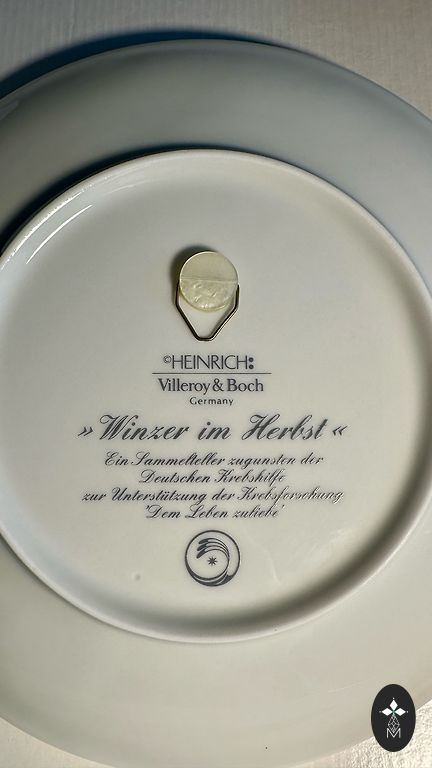 ©HEINRICH:
Villeroy & Boch
Germany
»Winzer im Herbst«
Ein Sammelteller zugunsten der
Deutschen Krebshilfe
zur Unterstützung der Krebsforschung
'Dem Leben zuliebe'